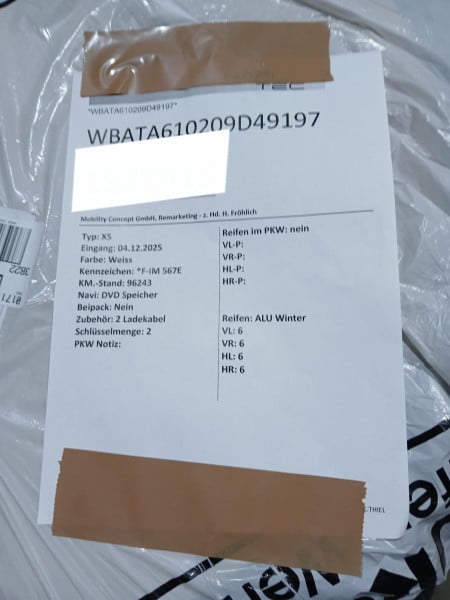 TEC
*WBATA610209D49197*
WBATA610209D49197
Mobility Concept GmbH, Remarketing - z. Hd. H. Fröhlich
Typ: X5
Eingang: 04.12.2025
Farbe: Weiss
Kennzeichen: *F-IM 567E
KM.-Stand: 96243
Navi: DVD Speicher
Beipack: Nein
Zubehör: 2 Ladekabel
Schlüsselmenge: 2
PKW Notiz:
Reifen im PKW: nein
VL-P:
VR-P:
HL-P:
HR-P:
Reifen: ALU Winter
VL: 6
VR: 6
HL: 6
HR: 6
THIEL
3822
0171